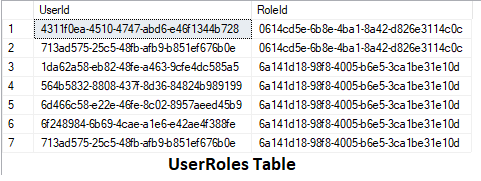 UserId RoleId
1 4311f0ea-4510-4747-abd6-e46f1344b728 0614cd5e-6b8e-4ba1-8a42-d826e3114c0c
2 713ad575-25c5-48fb-afb9-b851ef676b0e 0614cd5e-6b8e-4ba1-8a42-d826e3114c0c
3 1da62a58-eb82-48fe-a463-9cfe4dc585a5 6a141d18-98f8-4005-b6e5-3ca1be31e10d
4 564b5832-8808-437f-8d36-84824b989199 6a141d18-98f8-4005-b6e5-3ca1be31e10d
5 6d466c58-e22e-46fe-8c02-8957aeed45b9 6a141d18-98f8-4005-b6e5-3ca1be31e10d
6 6f248984-6b69-4cae-a1e6-e42ae4f388fe 6a141d18-98f8-4005-b6e5-3ca1be31e10d
7 713ad575-25c5-48fb-afb9-b851ef676b0e 6a141d18-98f8-4005-b6e5-3ca1be31e10d
UserRoles Table